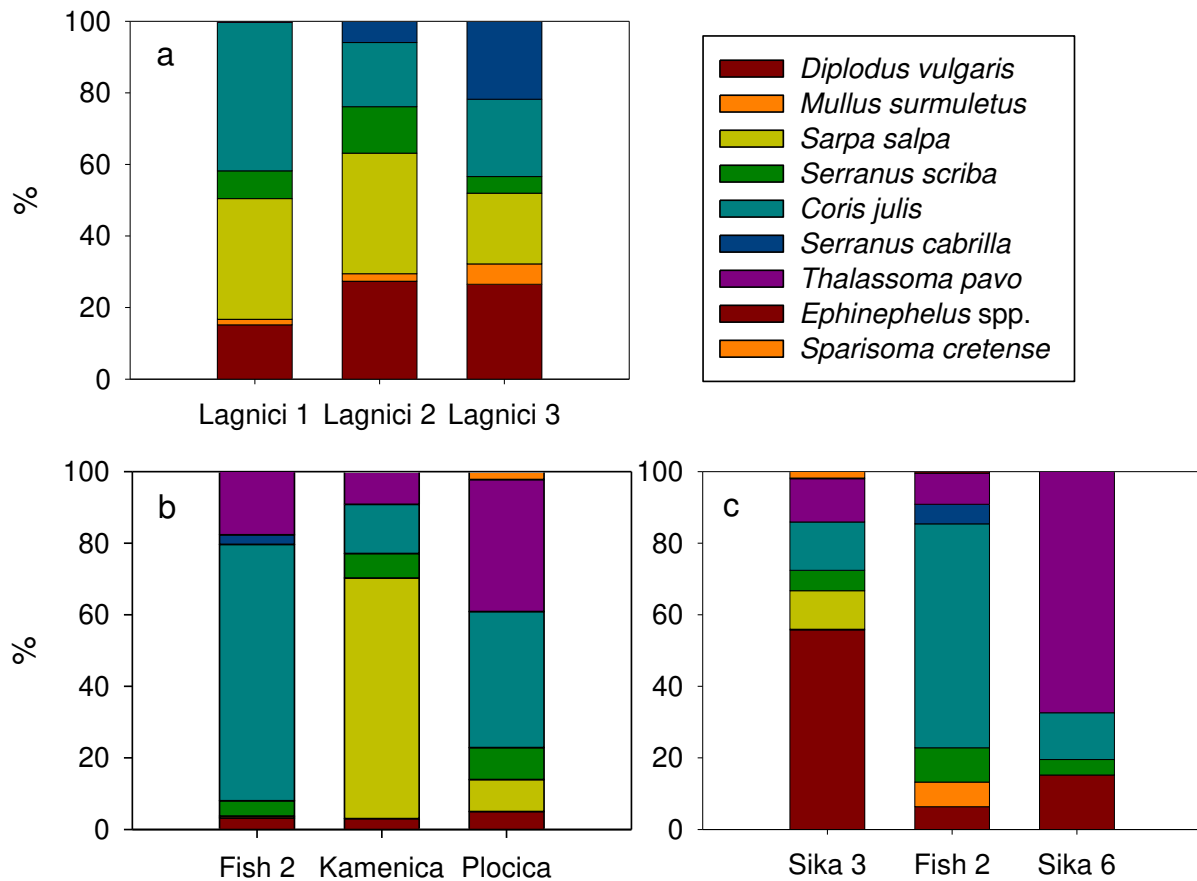 100
80
60
40
20
0
%
a
Lagnici 1 Lagnici 2 Lagnici 3
Diplodus vulgaris
Mullus surmuletus
Sarpa salpa
Serranus scriba
Coris julis
Serranus cabrilla
Thalassoma pavo
Ephinephelus spp.
Sparisoma cretense
100
80
60
40
20
0
%
b
Fish 2 Kamenica Plocica
100
80
60
40
20
0
c
Sika 3 Fish 2 Sika 6